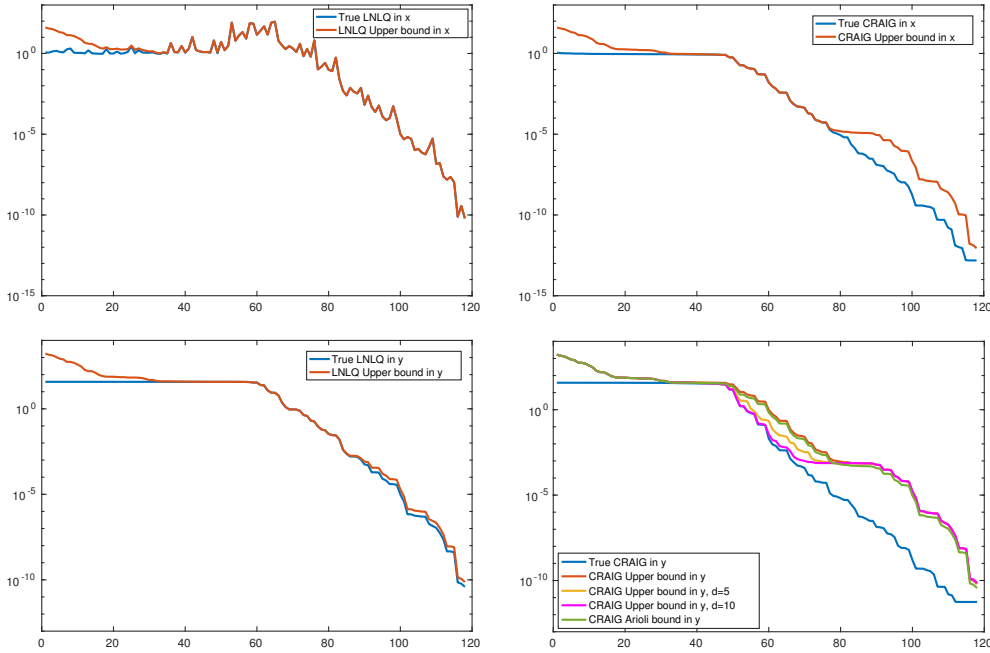 True LNLQ in x
LNLQ Upper bound in x
10^0
10^-5
10^-10
10^-15
0 20 40 60 80 100 120
True CRAIG in x
CRAIG Upper bound in x
10^0
10^-5
10^-10
10^-15
0 20 40 60 80 100 120
True LNLQ in y
LNLQ Upper bound in y
10^0
10^-5
10^-10
0 20 40 60 80 100 120
10^0
10^-5
10^-10
True CRAIG in y
CRAIG Upper bound in y
CRAIG Upper bound in y, d=5
CRAIG Upper bound in y, d=10
CRAIG Arioli bound in y
0 20 40 60 80 100 120